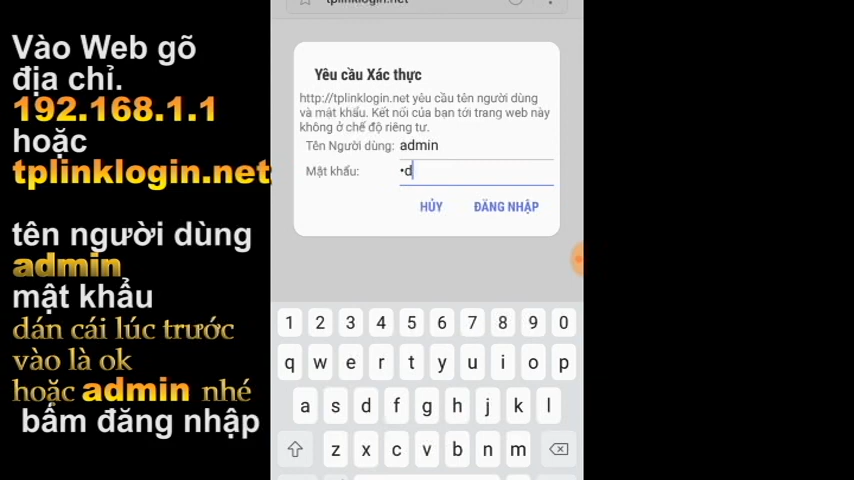 Vào Web gõ
địa chỉ.
192.168.1.1
hoặc
tplinklogin.net
tên người dùng
admin
mật khẩu
dán cái lúc trước
vào là ok
hoặc admin nhé
bấm đăng nhập
tplinklogin.net
Yêu cầu Xác thực
http://tplinklogin.net yêu cầu tên người dùng
và mật khẩu. Kết nối của bạn tới trang web này
không ở chế độ riêng tư.
Tên Người dùng: admin
Mật khẩu: •d
HỦY ĐĂNG NHẬP
1 2 3 4 5 6 7 8 9 0
q w e r t y u i o p
a s d f g h j k l
z x c v b n m